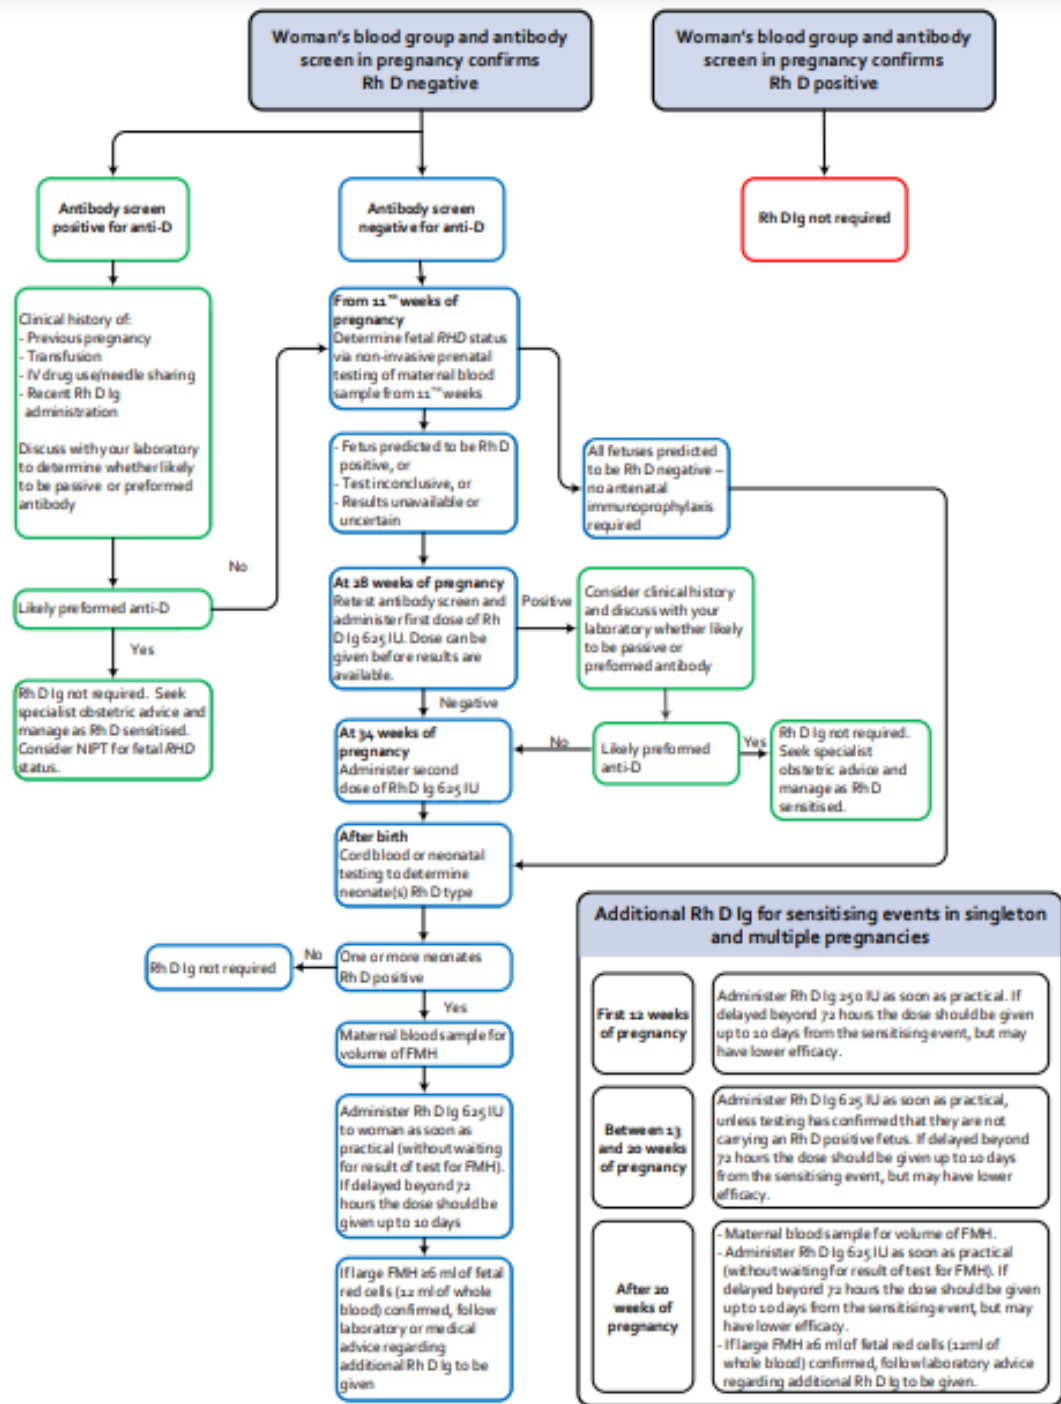 Woman's blood group and antibody
screen in pregnancy confirms
Rh D negative
Woman's blood group and antibody
screen in pregnancy confirms
Rh D positive
Antibody screen
positive for anti-D
Antibody screen
negative for anti-D
Rh D Ig not required
Clinical history of:
- Previous pregnancy
- Transfusion
- IV drug use/needle sharing
- Recent Rh D Ig
administration
Discuss with your laboratory
to determine whether likely
to be passive or preformed
antibody
From 11⁺⁰ weeks of
pregnancy
Determine fetal RHD status
via non-invasive prenatal
testing of maternal blood
sample from 11⁺⁰ weeks
- Fetus predicted to be Rh D
positive, or
- Test inconclusive, or
- Results unavailable or
uncertain
All fetuses predicted
to be Rh D negative –
no antenatal
immunoprophylaxis
required
No
Likely preformed anti-D
Yes
Rh D Ig not required. Seek
specialist obstetric advice and
manage as Rh D sensitised.
Consider NIPT for fetal RHD
status.
At 28 weeks of pregnancy
Retest antibody screen and
administer first dose of Rh
D Ig 625 IU. Dose can be
given before results are
available.
Positive
Consider clinical history
and discuss with your
laboratory whether likely
to be passive or
preformed antibody
Negative
At 34 weeks of
pregnancy
Administer second
dose of Rh D Ig 625 IU
No
Likely preformed
anti-D
Yes
Rh D Ig not required.
Seek specialist
obstetric advice and
manage as Rh D
sensitised.
After birth
Cord blood or neonatal
testing to determine
neonate(s) Rh D type
One or more neonates
Rh D positive
No
Rh D Ig not required
Yes
Maternal blood sample for
volume of FMH
Administer Rh D Ig 625 IU
to woman as soon as
practical (without waiting
for result of test for FMH).
If delayed beyond 72
hours the dose should be
given up to 10 days
If large FMH ≥6 ml of fetal
red cells (12 ml of whole
blood) confirmed, follow
laboratory or medical
advice regarding
additional Rh D Ig to be
given
Additional Rh D Ig for sensitising events in singleton
and multiple pregnancies
First 12 weeks
of pregnancy
Administer Rh D Ig 250 IU as soon as practical. If
delayed beyond 72 hours the dose should be given
up to 10 days from the sensitising event, but may
have lower efficacy.
Between 13
and 20 weeks
of pregnancy
Administer Rh D Ig 625 IU as soon as practical,
unless testing has confirmed that they are not
carrying an Rh D positive fetus. If delayed beyond
72 hours the dose should be given up to 10 days
from the sensitising event, but may have lower
efficacy.
After 20
weeks of
pregnancy
- Maternal blood sample for volume of FMH.
- Administer Rh D Ig 625 IU as soon as practical
(without waiting for result of test for FMH). If
delayed beyond 72 hours the dose should be given
up to 10 days from the sensitising event, but may
have lower efficacy.
- If large FMH ≥6 ml of fetal red cells (12ml of
whole blood) confirmed, follow laboratory advice
regarding additional Rh D Ig to be given.